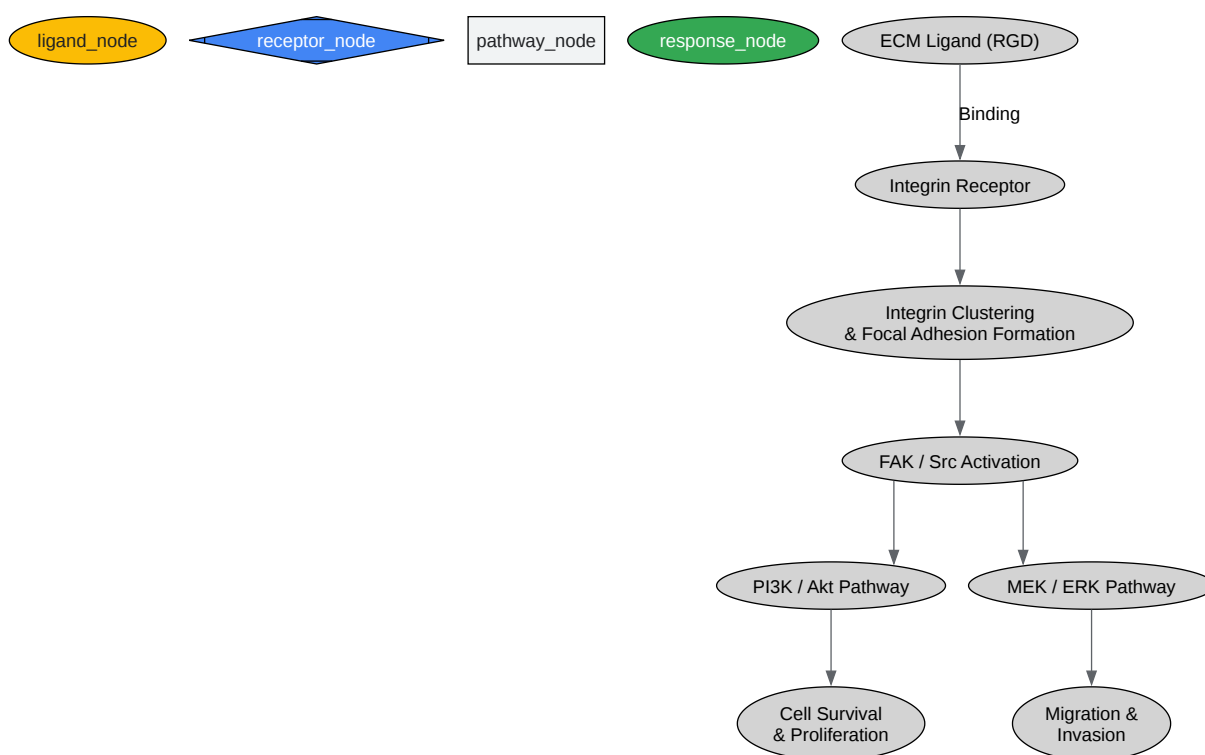 ligand_node
receptor_node
pathway_node
response_node
ECM Ligand (RGD)
Binding
Integrin Receptor
Integrin Clustering
& Focal Adhesion Formation
FAK / Src Activation
PI3K / Akt Pathway
MEK / ERK Pathway
Cell Survival
& Proliferation
Migration &
Invasion